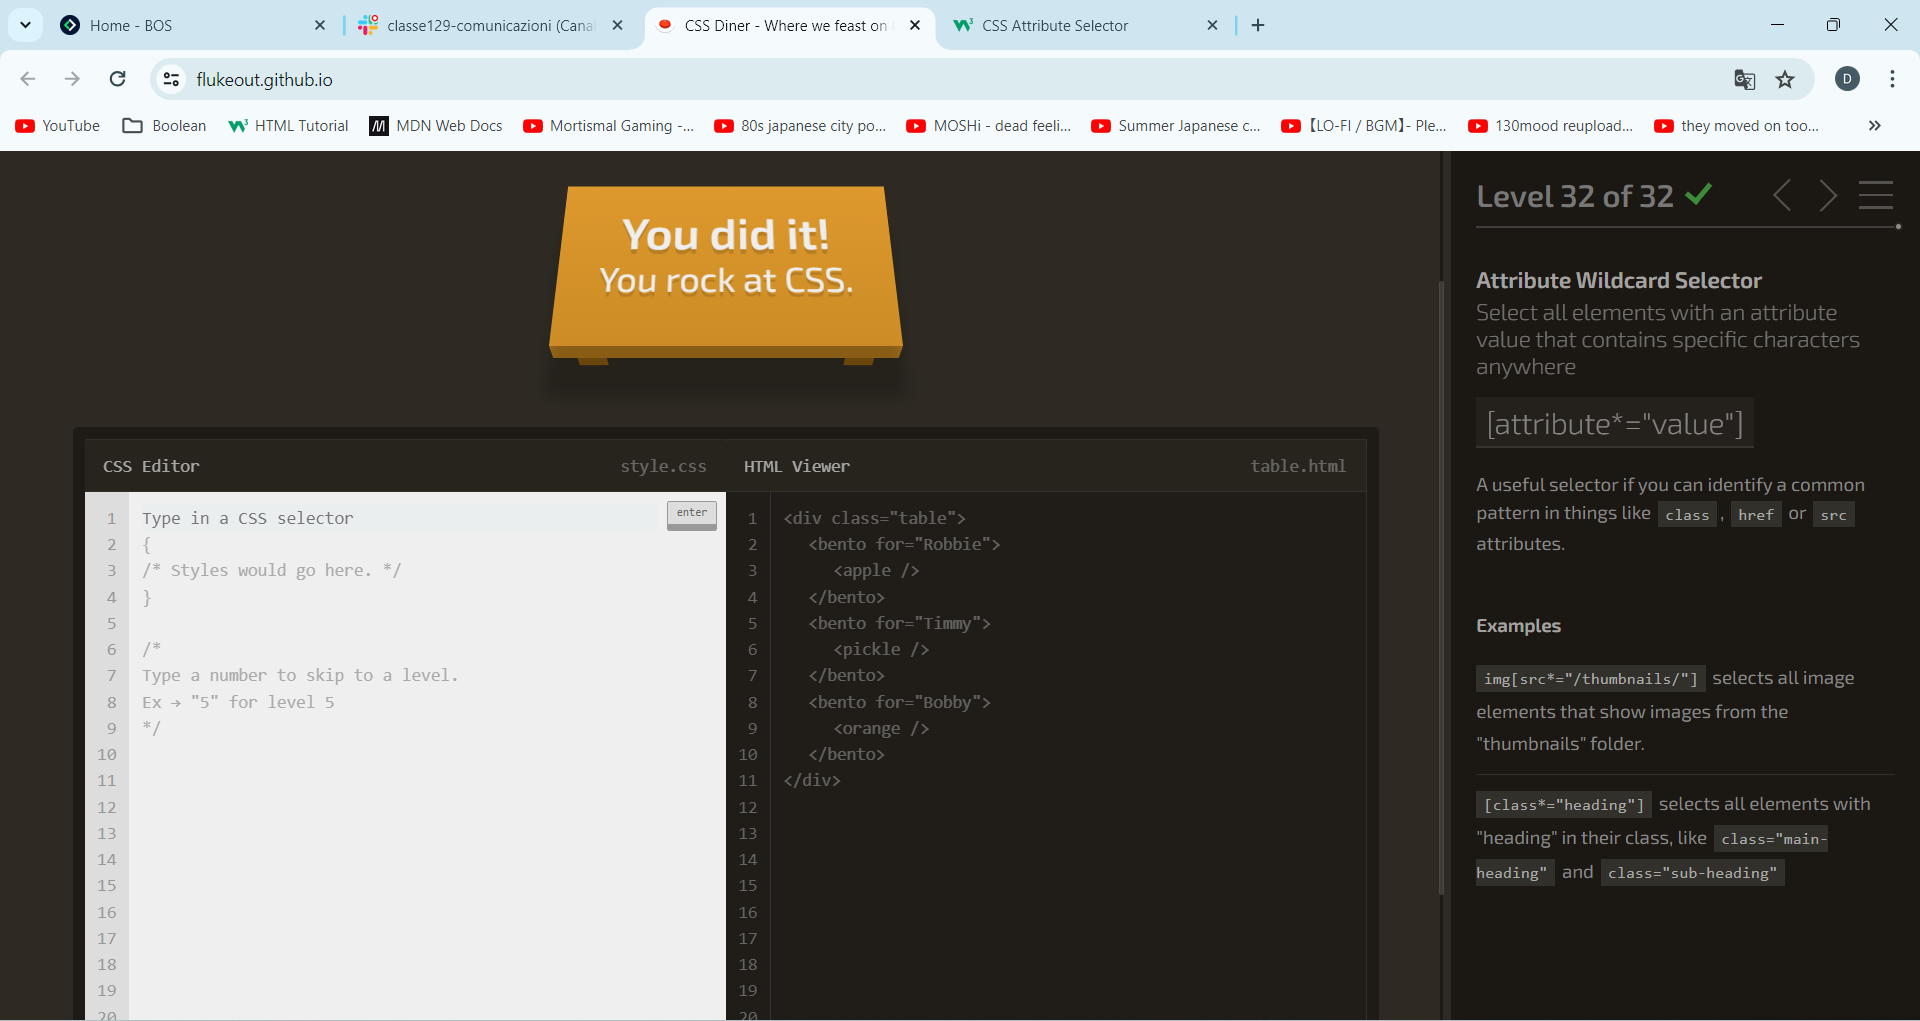 Home - BOS
classe129-comunicazioni (Cana
CSS Diner - Where we feast on
CSS Attribute Selector
flukeout.github.io
D
YouTube
Boolean
HTML Tutorial
MDN Web Docs
Mortismal Gaming -...
80s japanese city po...
MOSHi - dead feeli...
Summer Japanese c...
【LO-FI / BGM】- Ple...
130mood reupload...
they moved on too...
You did it!
You rock at CSS.
CSS Editor
style.css
1 Type in a CSS selector
enter
2 {
3 /* Styles would go here. */
4 }
5
6 /*
7 Type a number to skip to a level.
8 Ex → "5" for level 5
9 */
10
11
12
13
14
15
16
17
18
19
20
HTML Viewer
table.html
1 <div class="table">
2 <bento for="Robbie">
3 <apple />
4 </bento>
5 <bento for="Timmy">
6 <pickle />
7 </bento>
8 <bento for="Bobby">
9 <orange />
10 </bento>
11 </div>
12
13
14
15
16
17
18
19
20
Level 32 of 32
Attribute Wildcard Selector
Select all elements with an attribute
value that contains specific characters
anywhere
[attribute*="value"]
A useful selector if you can identify a common
pattern in things like class , href or src
attributes.
Examples
img[src*="/thumbnails/"] selects all image
elements that show images from the
"thumbnails" folder.
[class*="heading"] selects all elements with
"heading" in their class, like class="main-
heading" and class="sub-heading"